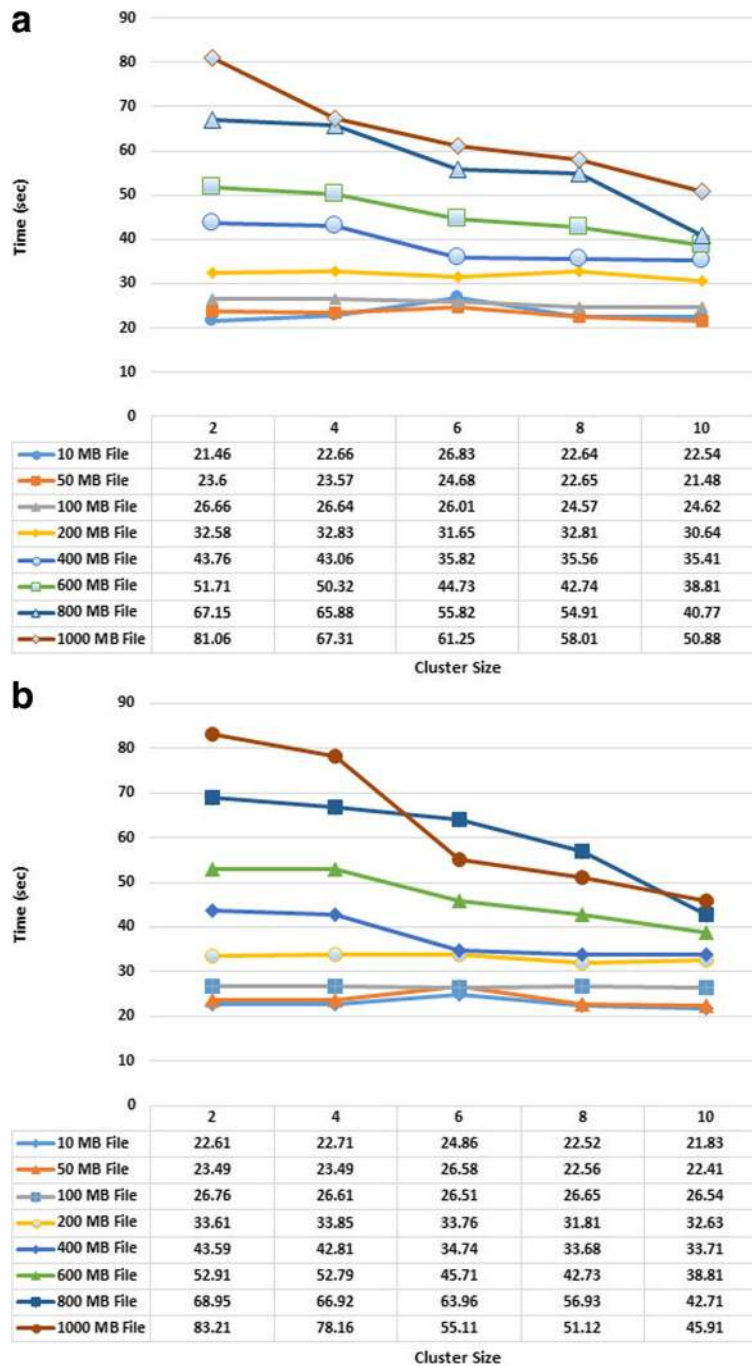 a
90
80
70
60
50
40
30
20
10
0
Time (sec)
2 4 6 8 10
10 MB File 21.46 22.66 26.83 22.64 22.54
50 MB File 23.6 23.57 24.68 22.65 21.48
100 MB File 26.66 26.64 26.01 24.57 24.62
200 MB File 32.58 32.83 31.65 32.81 30.64
400 MB File 43.76 43.06 35.82 35.56 35.41
600 MB File 51.71 50.32 44.73 42.74 38.81
800 MB File 67.15 65.88 55.82 54.91 40.77
1000 MB File 81.06 67.31 61.25 58.01 50.88
Cluster Size
b
90
80
70
60
50
40
30
20
10
0
Time (sec)
2 4 6 8 10
10 MB File 22.61 22.71 24.86 22.52 21.83
50 MB File 23.49 23.49 26.58 22.56 22.41
100 MB File 26.76 26.61 26.51 26.65 26.54
200 MB File 33.61 33.85 33.76 31.81 32.63
400 MB File 43.59 42.81 34.74 33.68 33.71
600 MB File 52.91 52.79 45.71 42.73 38.81
800 MB File 68.95 66.92 63.96 56.93 42.71
1000 MB File 83.21 78.16 55.11 51.12 45.91
Cluster Size